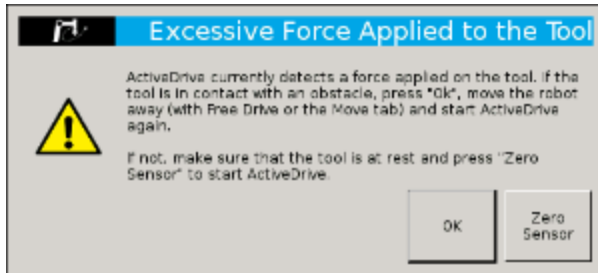 Excessive Force Applied to the Tool
ActiveDrive currently detects a force applied on the tool. If the
tool is in contact with an obstacle, press "Ok", move the robot
away (with Free Drive or the Move tab) and start ActiveDrive
again.
If not, make sure that the tool is at rest and press "Zero
Sensor" to start ActiveDrive.
OK
Zero
Sensor